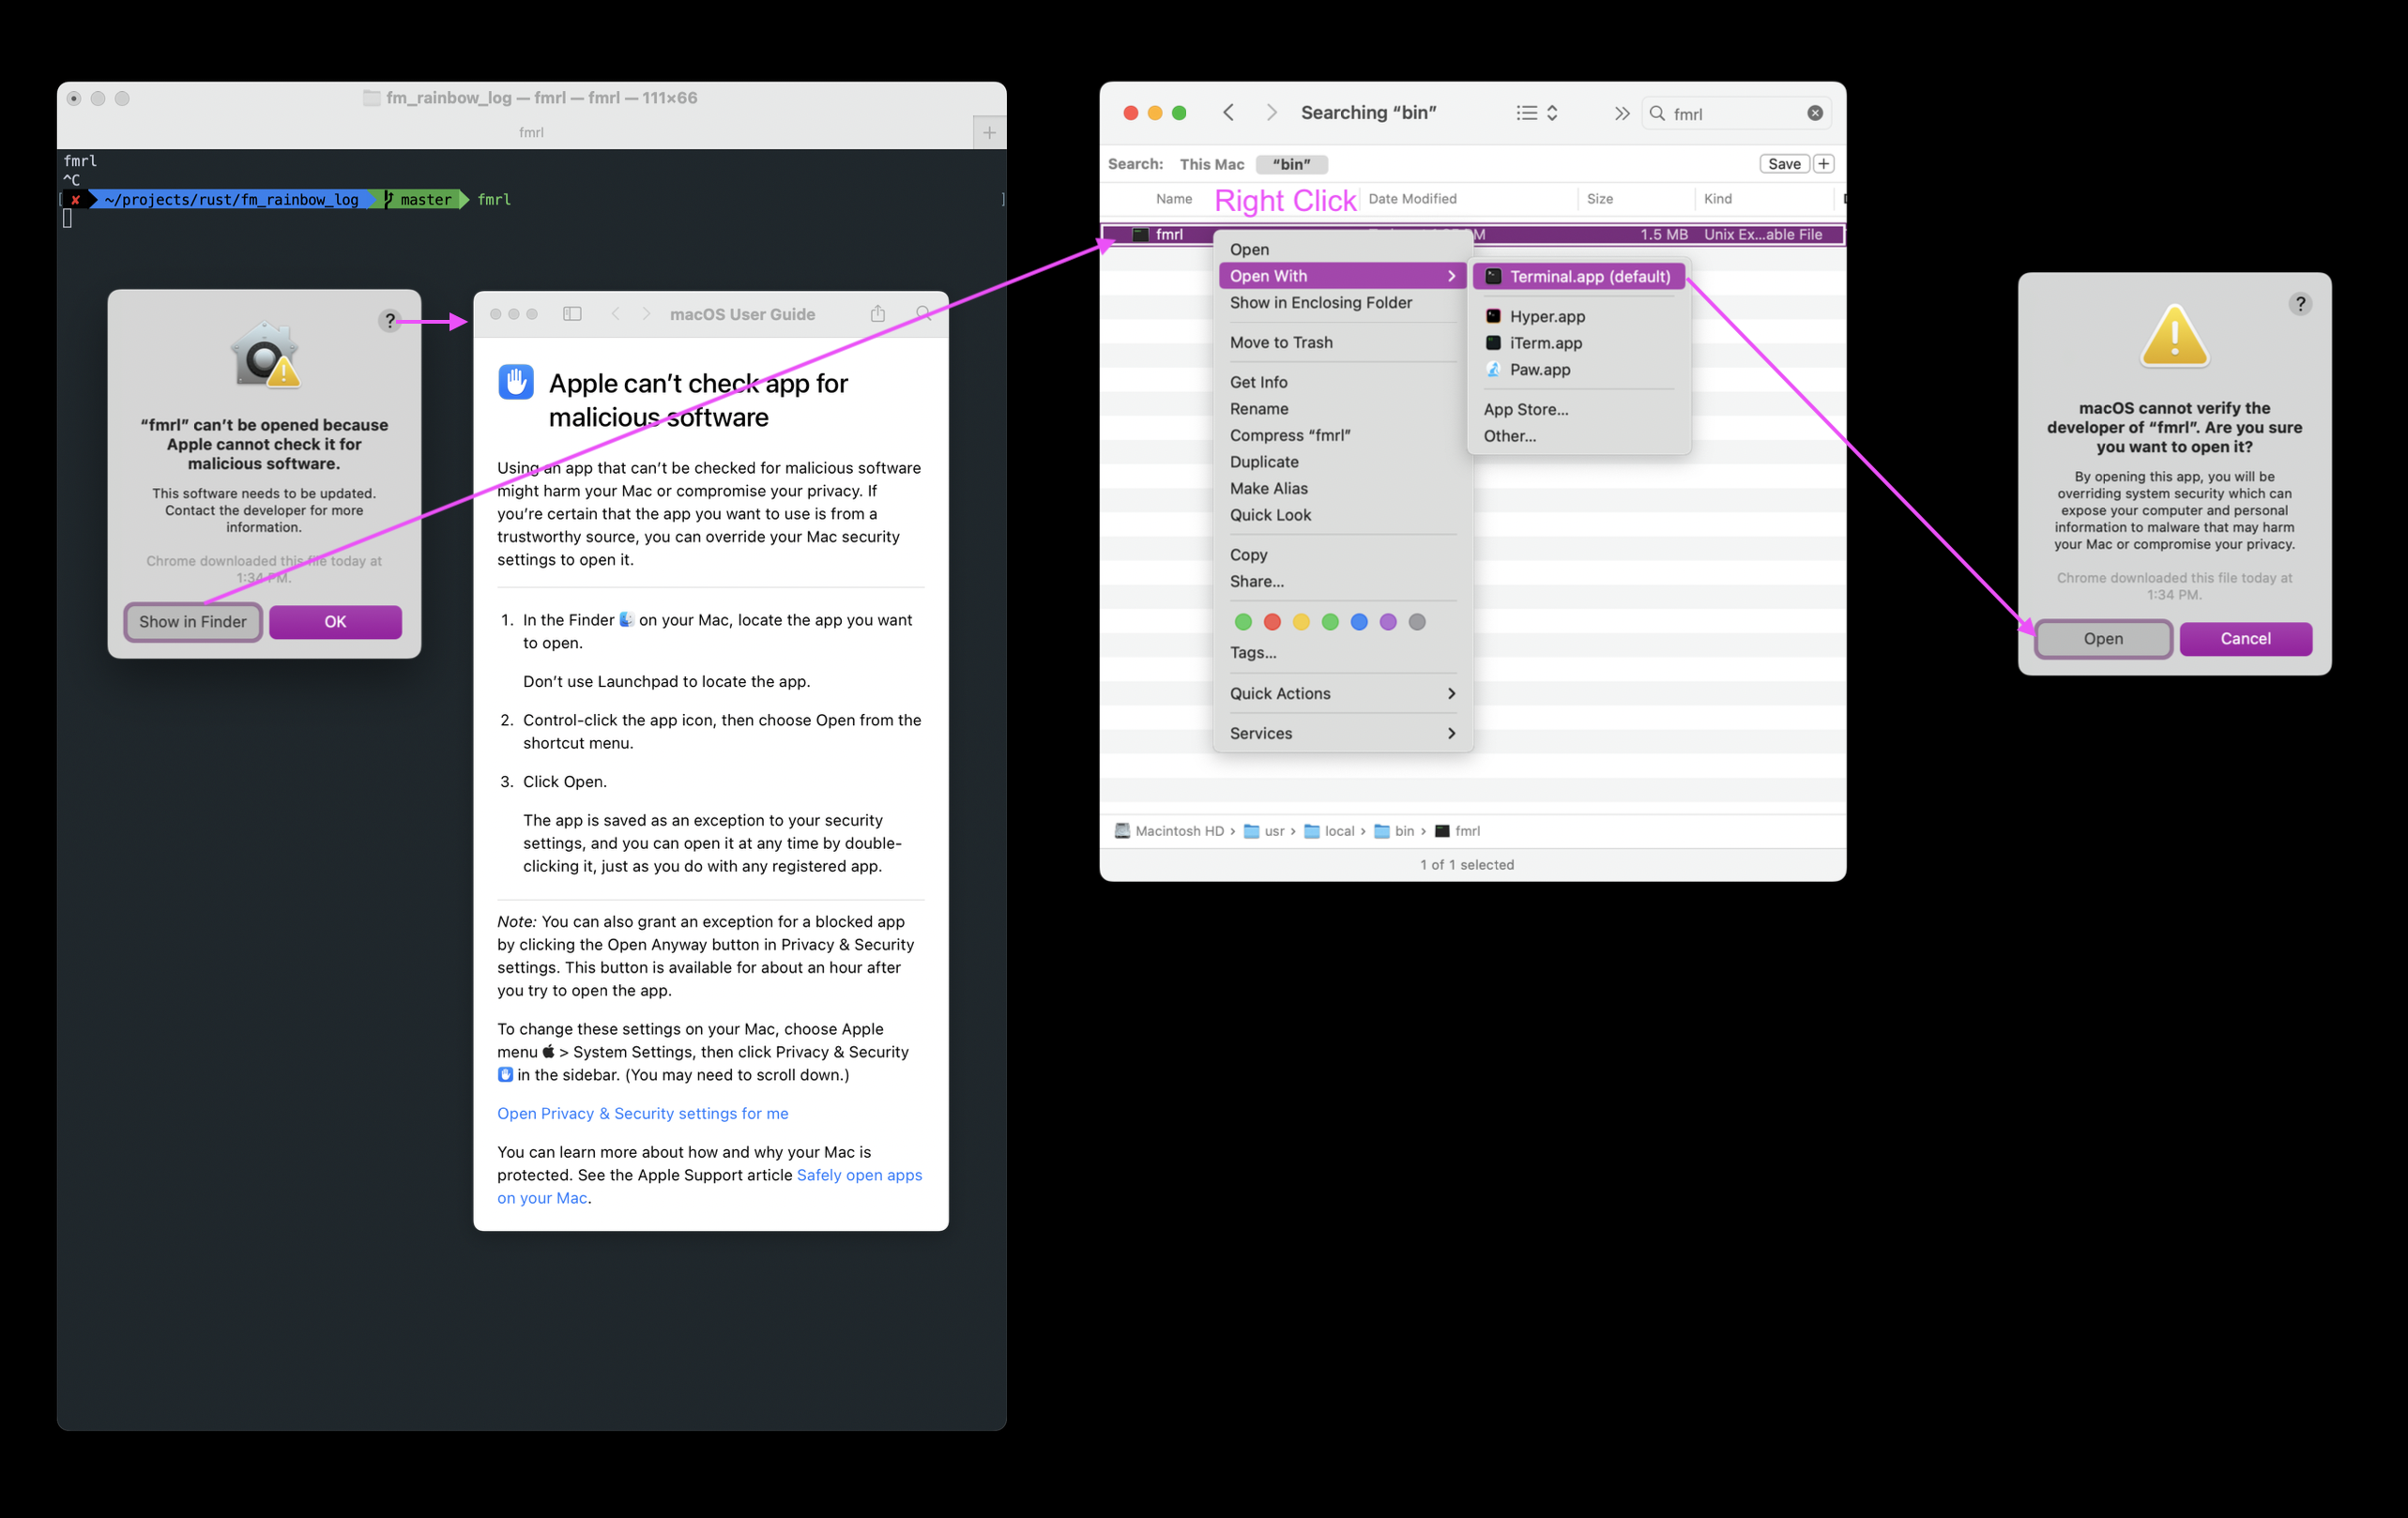 fm_rainbow_log — fmrl — fmrl — 111×66
fmrl
fmrl
^C
✘ ~/projects/rust/fm_rainbow_log master fmrl
?
“fmrl” can’t be opened because
Apple cannot check it for
malicious software.
This software needs to be updated.
Contact the developer for more
information.
Chrome downloaded this file today at
1:34 PM.
Show in Finder
OK
macOS User Guide
Apple can’t check app for
malicious software
Using an app that can’t be checked for malicious software
might harm your Mac or compromise your privacy. If
you’re certain that the app you want to use is from a
trustworthy source, you can override your Mac security
settings to open it.
1. In the Finder on your Mac, locate the app you want
to open.
Don’t use Launchpad to locate the app.
2. Control-click the app icon, then choose Open from the
shortcut menu.
3. Click Open.
The app is saved as an exception to your security
settings, and you can open it at any time by double-
clicking it, just as you do with any registered app.
Note: You can also grant an exception for a blocked app
by clicking the Open Anyway button in Privacy & Security
settings. This button is available for about an hour after
you try to open the app.
To change these settings on your Mac, choose Apple
menu > System Settings, then click Privacy & Security
in the sidebar. (You may need to scroll down.)
Open Privacy & Security settings for me
You can learn more about how and why your Mac is
protected. See the Apple Support article Safely open apps
on your Mac.
Searching “bin”
fmrl
Search: This Mac “bin”
Save +
Name Right Click Date Modified Size Kind
fmrl 1.5 MB Unix Ex...able File
Open
Open With
Show in Enclosing Folder
Move to Trash
Get Info
Rename
Compress “fmrl”
Duplicate
Make Alias
Quick Look
Copy
Share...
Tags...
Quick Actions
Services
Terminal.app (default)
Hyper.app
iTerm.app
Paw.app
App Store...
Other...
Macintosh HD › usr › local › bin › fmrl
1 of 1 selected
?
macOS cannot verify the
developer of “fmrl”. Are you sure
you want to open it?
By opening this app, you will be
overriding system security which can
expose your computer and personal
information to malware that may harm
your Mac or compromise your privacy.
Chrome downloaded this file today at
1:34 PM.
Open
Cancel